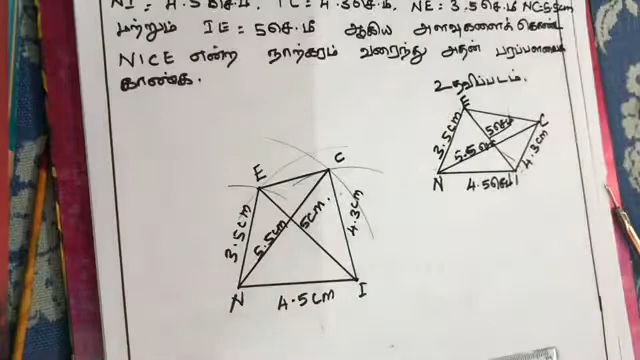 NI = 4.5 செ.மீ, IC = 4.3செ.மீ, NE = 3.5செ.மீ NC=5.5cm
மற்றும் IE = 5செ.மீ ஆகிய அளவுகளைக் கொண்ட
NICE என்ற நாற்கரம் வரைந்து அதன் பரப்பளவைக்
காண்க.
உதவிப்படம்.
E
C
3.5cm
5செமீ
5.5செமீ
4.3cm
N
4.5செமீ
I
E
C
3.5cm
5.5cm
5cm.
4.3cm
N
4.5cm
I